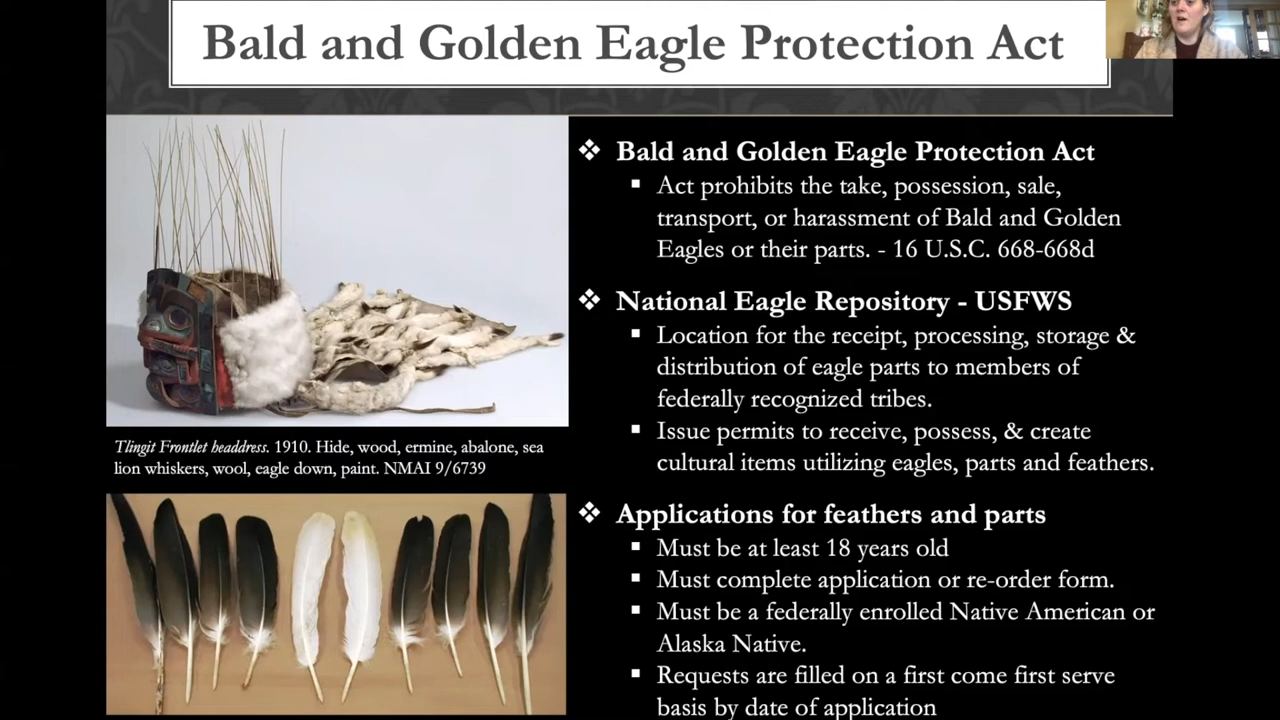 Bald and Golden Eagle Protection Act
❖ Bald and Golden Eagle Protection Act
▪ Act prohibits the take, possession, sale,
transport, or harassment of Bald and Golden
Eagles or their parts. - 16 U.S.C. 668-668d
❖ National Eagle Repository - USFWS
▪ Location for the receipt, processing, storage &
distribution of eagle parts to members of
federally recognized tribes.
▪ Issue permits to receive, possess, & create
cultural items utilizing eagles, parts and feathers.
❖ Applications for feathers and parts
▪ Must be at least 18 years old
▪ Must complete application or re-order form.
▪ Must be a federally enrolled Native American or
Alaska Native.
▪ Requests are filled on a first come first serve
basis by date of application
Tlingit Frontlet headdress. 1910. Hide, wood, ermine, abalone, sea
lion whiskers, wool, eagle down, paint. NMAI 9/6739